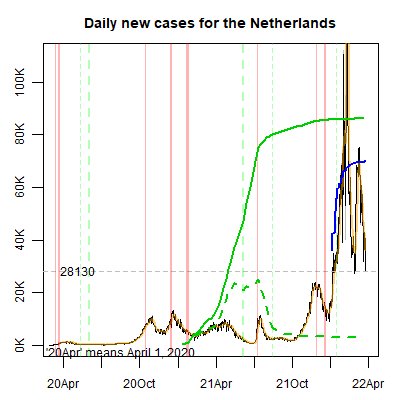 Daily new cases for the Netherlands
100K
80K
60K
40K
20K
0K
28130
'20Apr' means April 1, 2020
20Apr
20Oct
21Apr
21Oct
22Apr